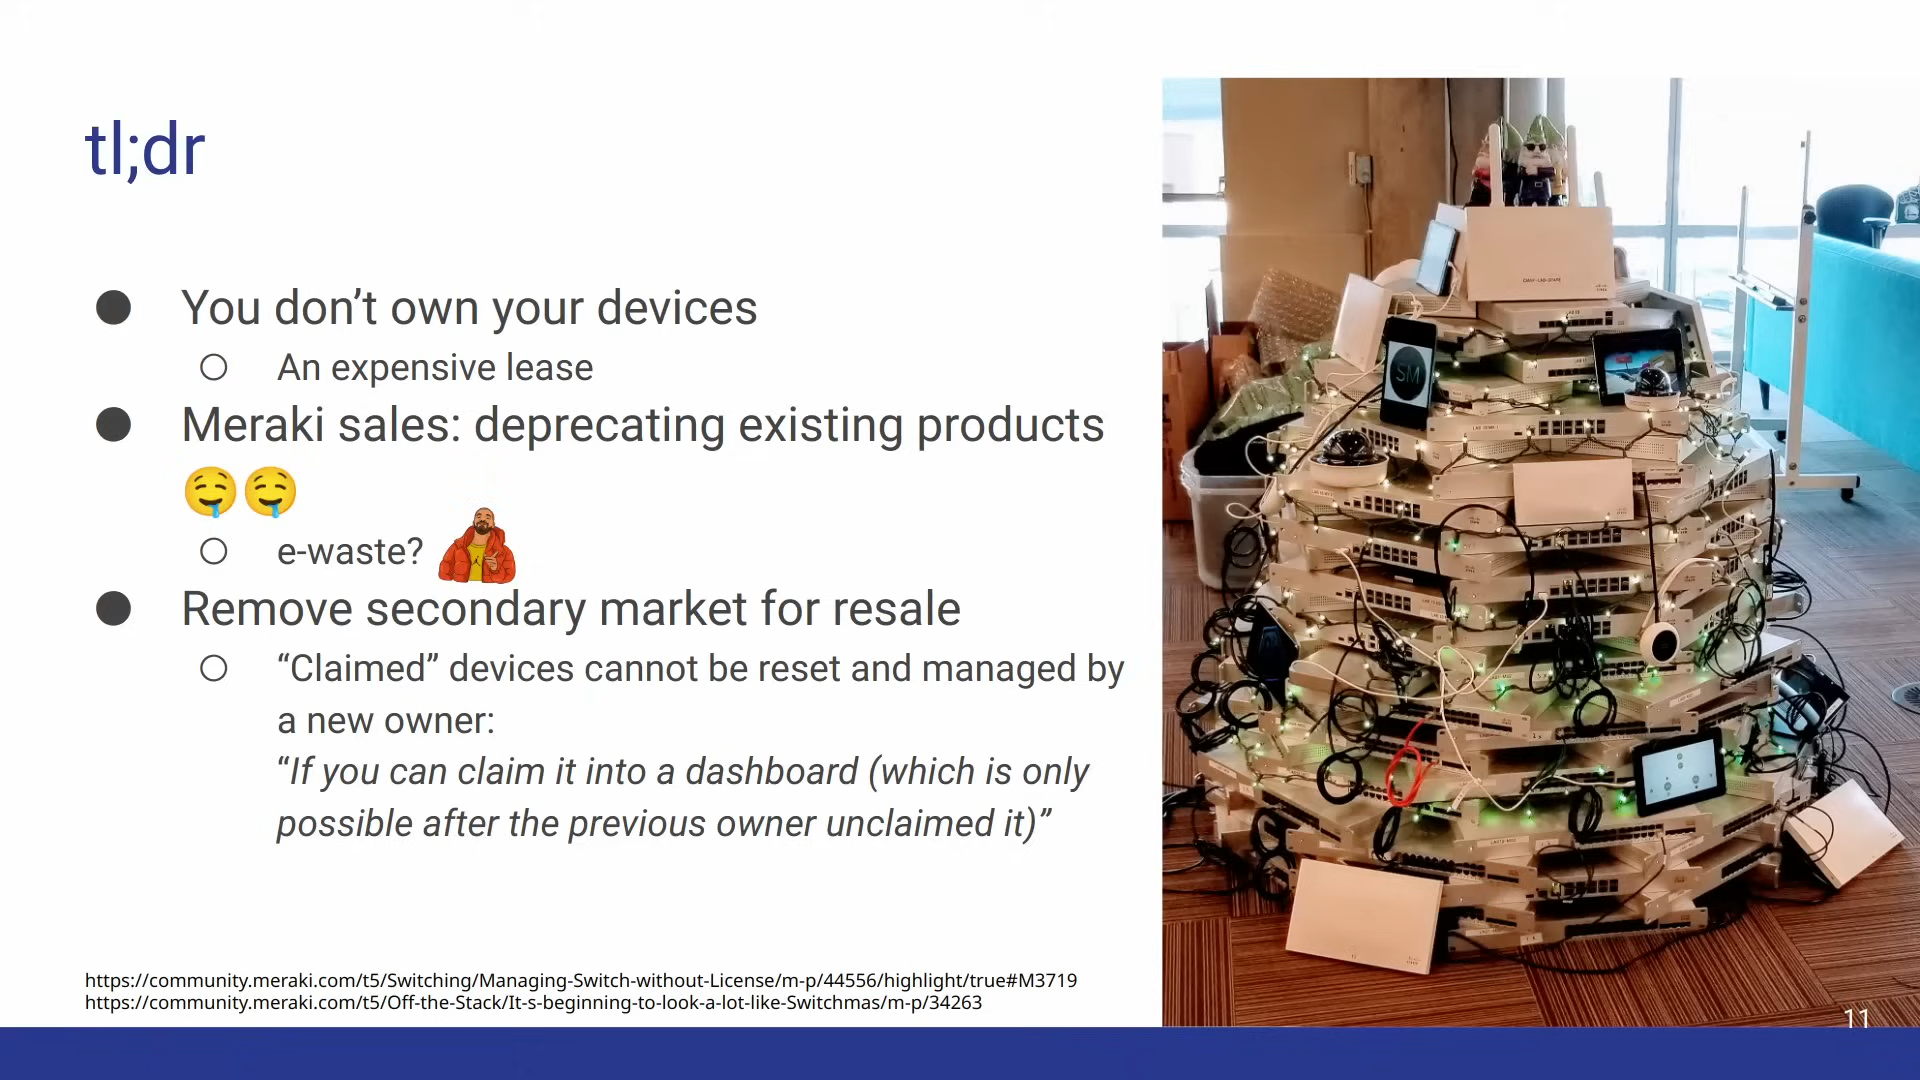 tl;dr
● You don’t own your devices
○ An expensive lease
● Meraki sales: deprecating existing products
🤤🤤
○ e-waste?
● Remove secondary market for resale
○ “Claimed” devices cannot be reset and managed by
a new owner:
“If you can claim it into a dashboard (which is only
possible after the previous owner unclaimed it)”
https://community.meraki.com/t5/Switching/Managing-Switch-without-License/m-p/44556/highlight/true#M3719
https://community.meraki.com/t5/Off-the-Stack/It-s-beginning-to-look-a-lot-like-Switchmas/m-p/34263
SM
11